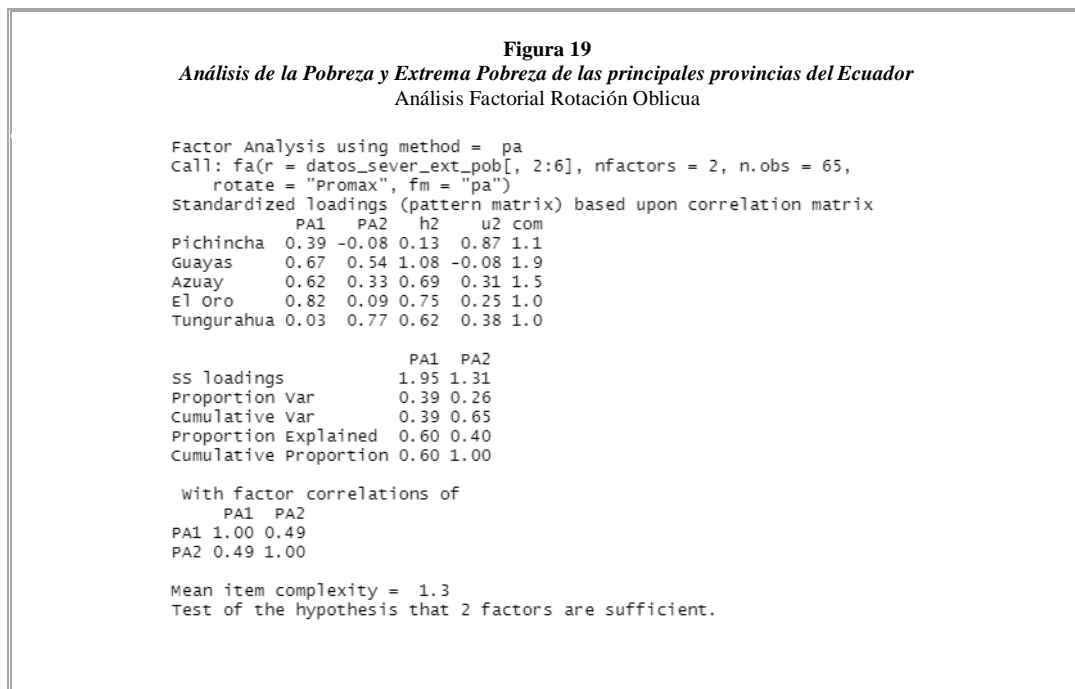 Figura 19
Análisis de la Pobreza y Extrema Pobreza de las principales provincias del Ecuador
Análisis Factorial Rotación Oblicua
Factor Analysis using method =  pa
Call: fa(r = datos_sever_ext_pob[, 2:6], nfactors = 2, n.obs = 65,
    rotate = "Promax", fm = "pa")
Standardized loadings (pattern matrix) based upon correlation matrix
PA1   PA2   h2    u2 com
Pichincha  0.39 -0.08 0.13  0.87 1.1
Guayas     0.67  0.54 1.08 -0.08 1.9
Azuay      0.62  0.33 0.69  0.31 1.5
El Oro     0.82  0.09 0.75  0.25 1.0
Tungurahua 0.03  0.77 0.62  0.38 1.0
PA1  PA2
SS loadings           1.95 1.31
Proportion Var        0.39 0.26
Cumulative Var        0.39 0.65
Proportion Explained  0.60 0.40
Cumulative Proportion 0.60 1.00
With factor correlations of
PA1  PA2
PA1 1.00 0.49
PA2 0.49 1.00
Mean item complexity =  1.3
Test of the hypothesis that 2 factors are sufficient.